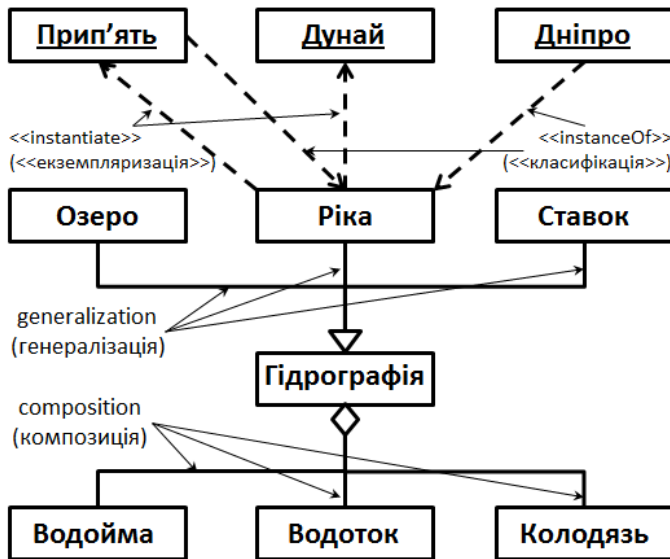 Прип’ять
Дунай
Дніпро
<<instantiate>>
(<<екземпляризація>>)
<<instanceOf>>
(<<класифікація>>)
Озеро
Ріка
Ставок
generalization
(генералізація)
Гідрографія
composition
(композиція)
Водойма
Водоток
Колодязь